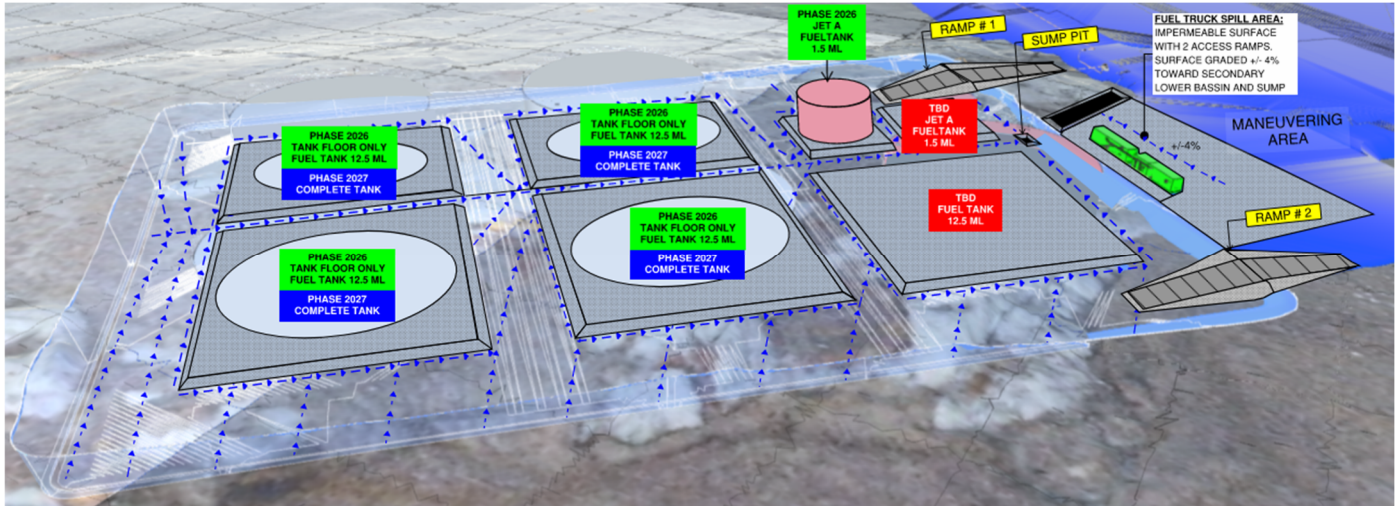 PHASE 2026
JET A
FUELTANK
1.5 ML
RAMP # 1
SUMP PIT
FUEL TRUCK SPILL AREA:
IMPERMEABLE SURFACE
WITH 2 ACCESS RAMPS.
SURFACE GRADED +/- 4%
TOWARD SECONDARY
LOWER BASSIN AND SUMP
PHASE 2026
TANK FLOOR ONLY
FUEL TANK 12.5 ML
PHASE 2027
COMPLETE TANK
PHASE 2026
TANK FLOOR ONLY
FUEL TANK 12.5 ML
PHASE 2027
COMPLETE TANK
TBD
JET A
FUELTANK
1.5 ML
MANEUVERING
AREA
+/-4%
PHASE 2026
TANK FLOOR ONLY
FUEL TANK 12.5 ML
PHASE 2027
COMPLETE TANK
PHASE 2026
TANK FLOOR ONLY
FUEL TANK 12.5 ML
PHASE 2027
COMPLETE TANK
TBD
FUEL TANK
12.5 ML
RAMP # 2